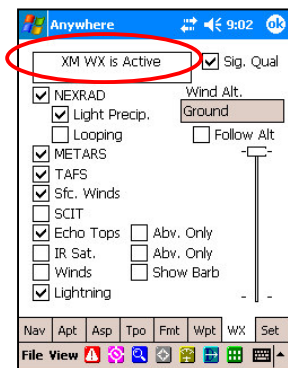 Anywhere 9:02 ok
XM WX is Active Sig. Qual
NEXRAD Wind Alt.
Light Precip. Ground
Looping Follow Alt
METARS
TAFS
Sfc. Winds
SCIT
Echo Tops Abv. Only
IR Sat. Abv. Only
Winds Show Barb
Lightning
Nav Apt Asp Tpo Fmt Wpt WX Set
File View